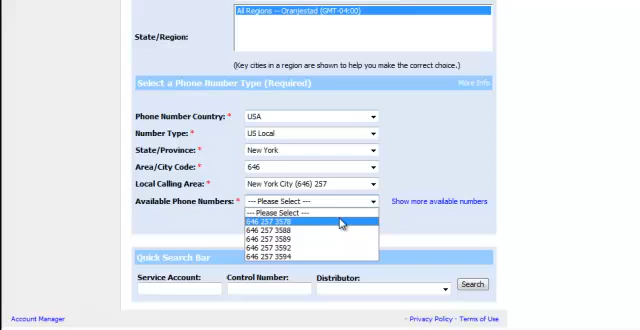 All Regions -- Oranjestad (GMT-04:00)
State/Region:
(Key cities in a region are shown to help you make the correct choice.)
Select a Phone Number Type (Required)
More Info
Phone Number Country: * USA
Number Type: * US Local
State/Province: * New York
Area/City Code: * 646
Local Calling Area: * New York City (646) 257
Available Phone Numbers: * --- Please Select --- Show more available numbers
--- Please Select ---
646 257 3578
646 257 3588
646 257 3589
646 257 3592
646 257 3594
Quick Search Bar
Service Account: Control Number: Distributor:
Search
Account Manager · Privacy Policy · Terms of Use